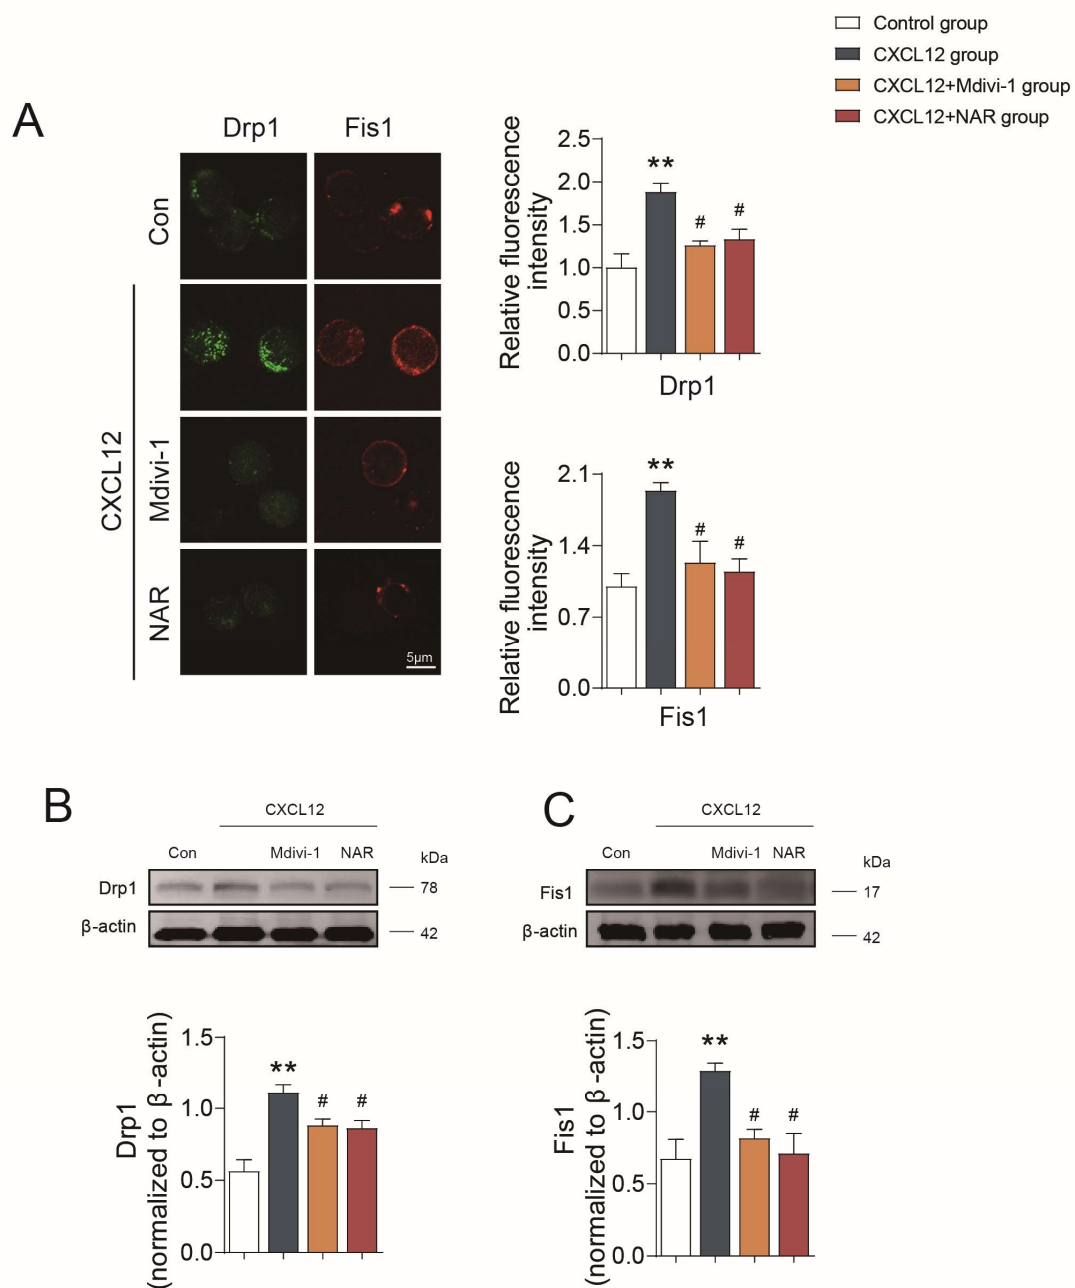 Control group
CXCL12 group
CXCL12+Mdivi-1 group
CXCL12+NAR group
A
Drp1 Fis1
Con
CXCL12
Mdivi-1
NAR
5μm
Relative fluorescence
intensity
2.5
2.0
1.5
1.0
0.5
0.0
**
#
#
Drp1
Relative fluorescence
intensity
2.1
1.4
0.7
0.0
**
#
#
Fis1
B
CXCL12
Con Mdivi-1 NAR
kDa
Drp1 78
β-actin 42
Drp1
(normalized to β-actin)
1.5
1.0
0.5
0.0
**
#
#
C
CXCL12
Con Mdivi-1 NAR
kDa
Fis1 17
β-actin 42
Fis1
(normalized to β-actin)
1.5
1.0
0.5
0.0
**
#
#